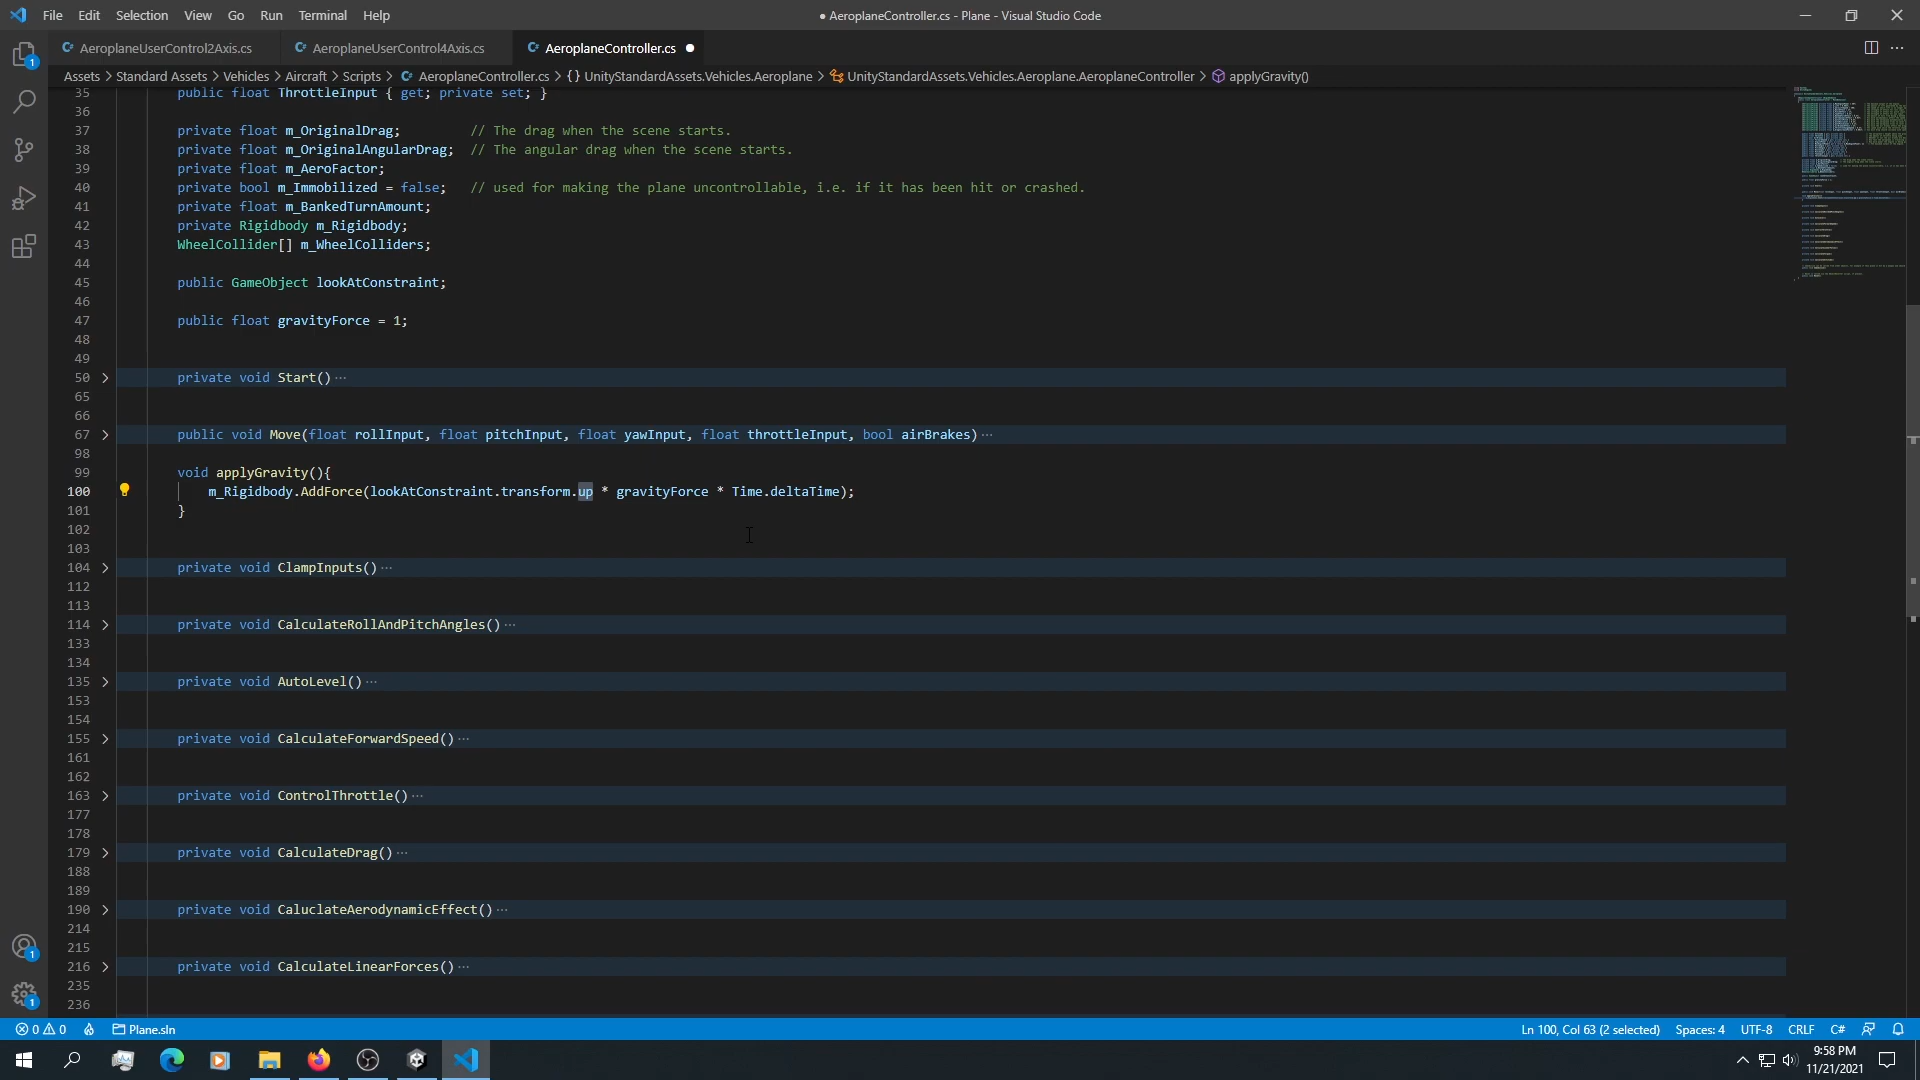 File Edit Selection View Go Run Terminal Help
● AeroplaneController.cs - Plane - Visual Studio Code
AeroplaneUserControl2Axis.cs
AeroplaneUserControl4Axis.cs
AeroplaneController.cs
Assets > Standard Assets > Vehicles > Aircraft > Scripts > AeroplaneController.cs > {} UnityStandardAssets.Vehicles.Aeroplane > UnityStandardAssets.Vehicles.Aeroplane.AeroplaneController > applyGravity()
35 public float ThrottleInput { get; private set; }
36
37 private float m_OriginalDrag; // The drag when the scene starts.
38 private float m_OriginalAngularDrag; // The angular drag when the scene starts.
39 private float m_AeroFactor;
40 private bool m_Immobilized = false; // used for making the plane uncontrollable, i.e. if it has been hit or crashed.
41 private float m_BankedTurnAmount;
42 private Rigidbody m_Rigidbody;
43 WheelCollider[] m_WheelColliders;
44
45 public GameObject lookAtConstraint;
46
47 public float gravityForce = 1;
48
49
50 > private void Start() ···
65
66
67 > public void Move(float rollInput, float pitchInput, float yawInput, float throttleInput, bool airBrakes) ···
98
99 void applyGravity(){
100 m_Rigidbody.AddForce(lookAtConstraint.transform.up * gravityForce * Time.deltaTime);
101 }
102
103
104 > private void ClampInputs() ···
112
113
114 > private void CalculateRollAndPitchAngles() ···
133
134
135 > private void AutoLevel() ···
153
154
155 > private void CalculateForwardSpeed() ···
161
162
163 > private void ControlThrottle() ···
177
178
179 > private void CalculateDrag() ···
188
189
190 > private void CaluclateAerodynamicEffect() ···
214
215
216 > private void CalculateLinearForces() ···
235
236
1
1
1
0 0 Plane.sln
Ln 100, Col 63 (2 selected) Spaces: 4 UTF-8 CRLF C#
9:58 PM
11/21/2021